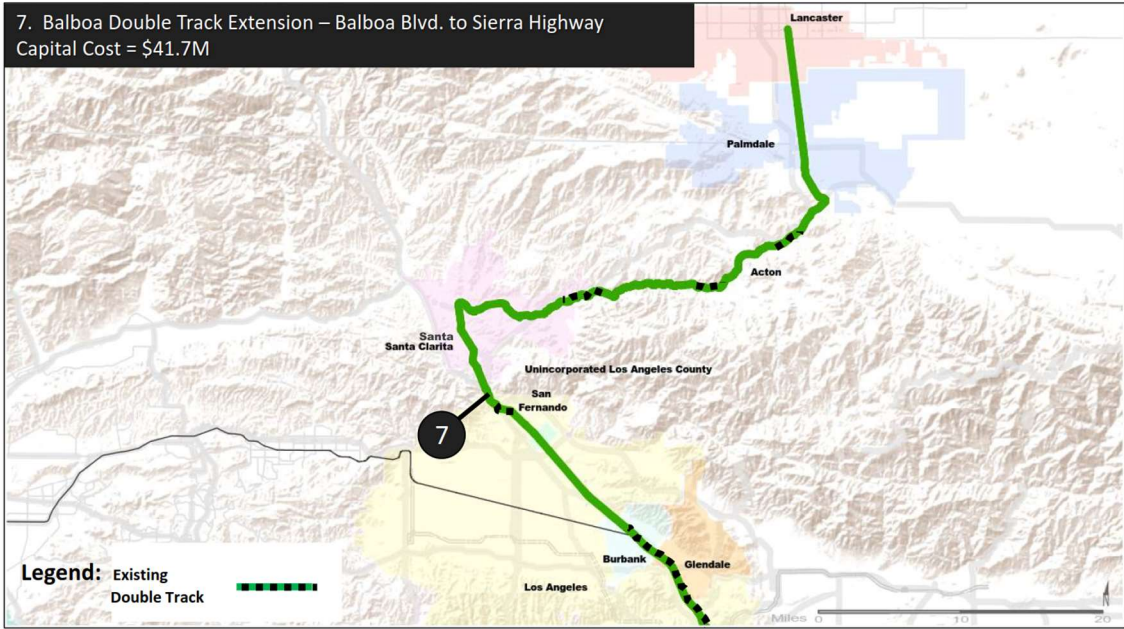 7. Balboa Double Track Extension – Balboa Blvd. to Sierra Highway
Capital Cost = $41.7M
Lancaster
Palmdale
Acton
Santa
Santa Clarita
Unincorporated Los Angeles County
San
Fernando
7
Burbank
Glendale
Los Angeles
Legend: Existing
Double Track
Miles 0 10 20